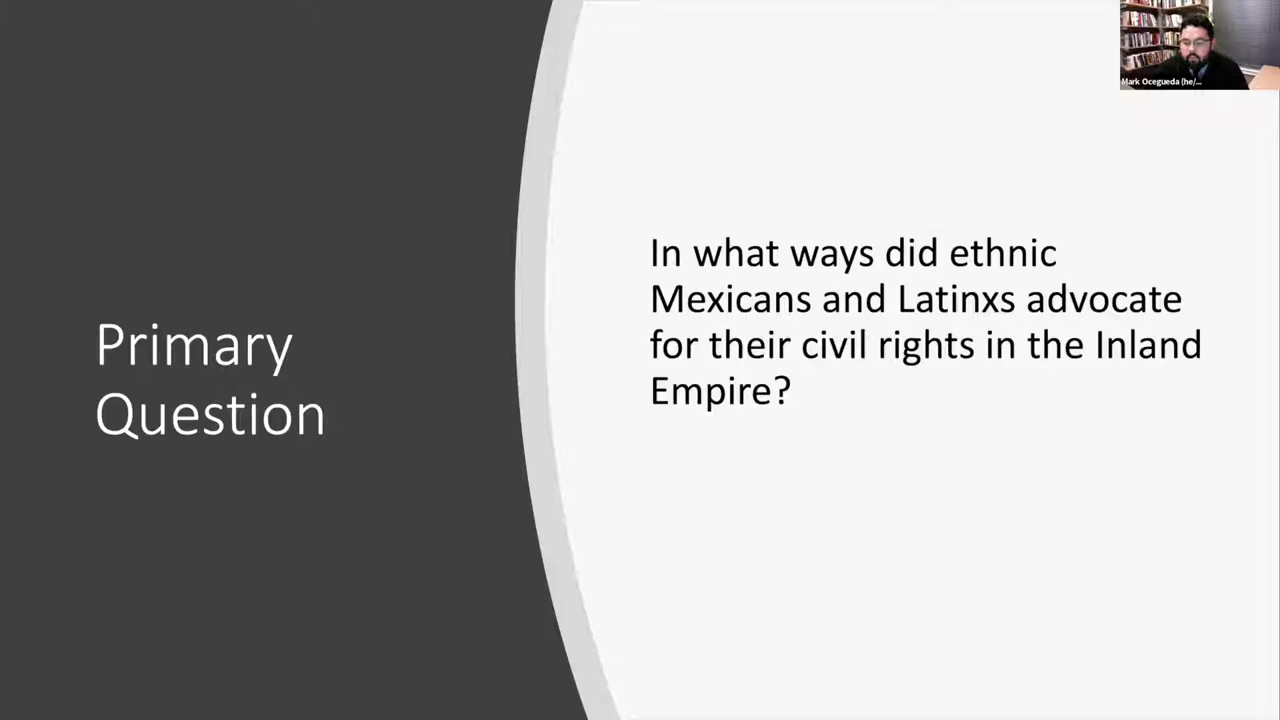 Mark Ocegueda (he/...
Primary
Question
In what ways did ethnic
Mexicans and Latinxs advocate
for their civil rights in the Inland
Empire?